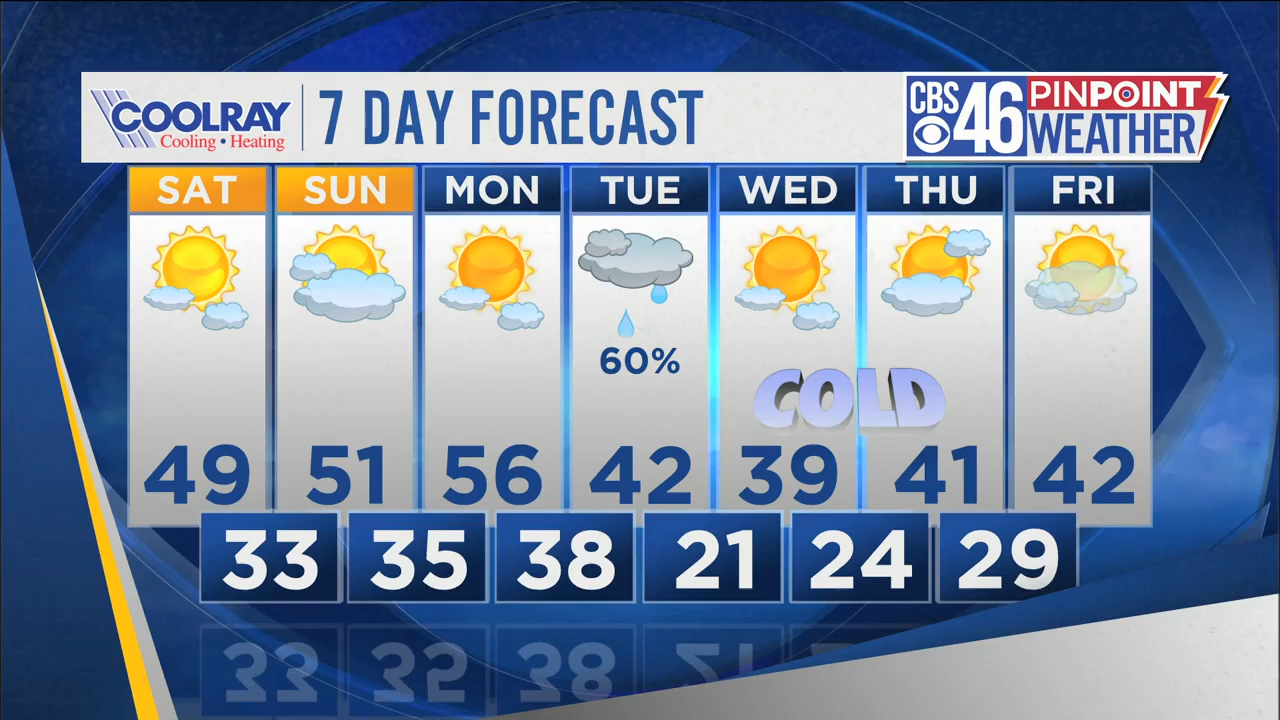 COOLRAY
Cooling • Heating
7 DAY FORECAST
CBS 46 PINPOINT
WEATHER
SAT SUN MON TUE WED THU FRI
60%
COLD
49 51 56 42 39 41 42
33 35 38 21 24 29